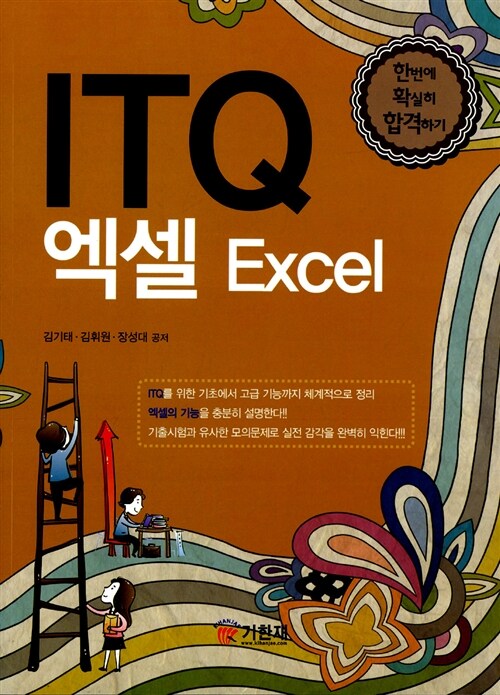 ITQ
한번에
확실히
합격하기
엑셀 Excel
김기태 · 김휘원 · 장성대 공저
ITQ를 위한 기초에서 고급 기능까지 체계적으로 정리
엑셀의 기능을 충분히 설명한다!!
기출시험과 유사한 모의문제로 실전 감각을 완벽히 익힌다!!!
KIHANJAE
기한재
www.kihanjae.com